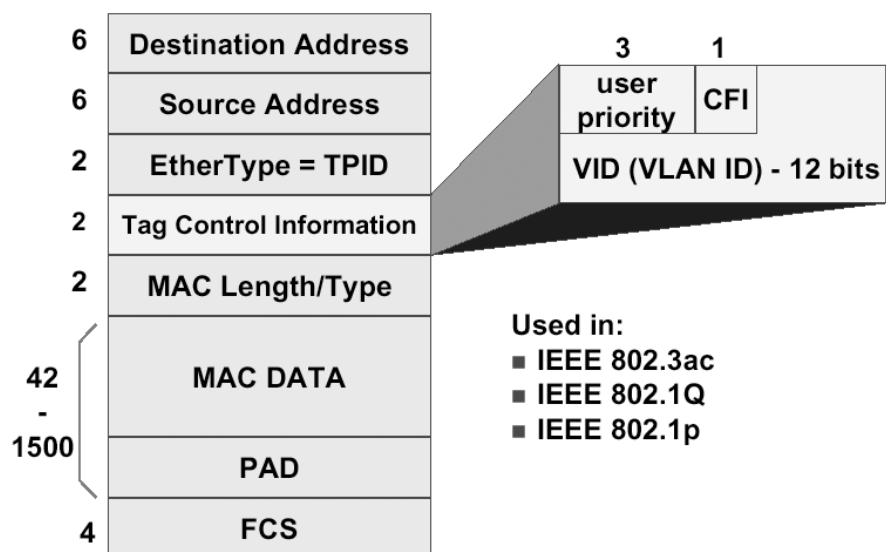 6
Destination Address
6
Source Address
2
EtherType = TPID
2
Tag Control Information
2
MAC Length/Type
42
-
1500
MAC DATA
PAD
4
FCS
3
1
user
priority
CFI
VID (VLAN ID) - 12 bits
Used in:
■ IEEE 802.3ac
■ IEEE 802.1Q
■ IEEE 802.1p